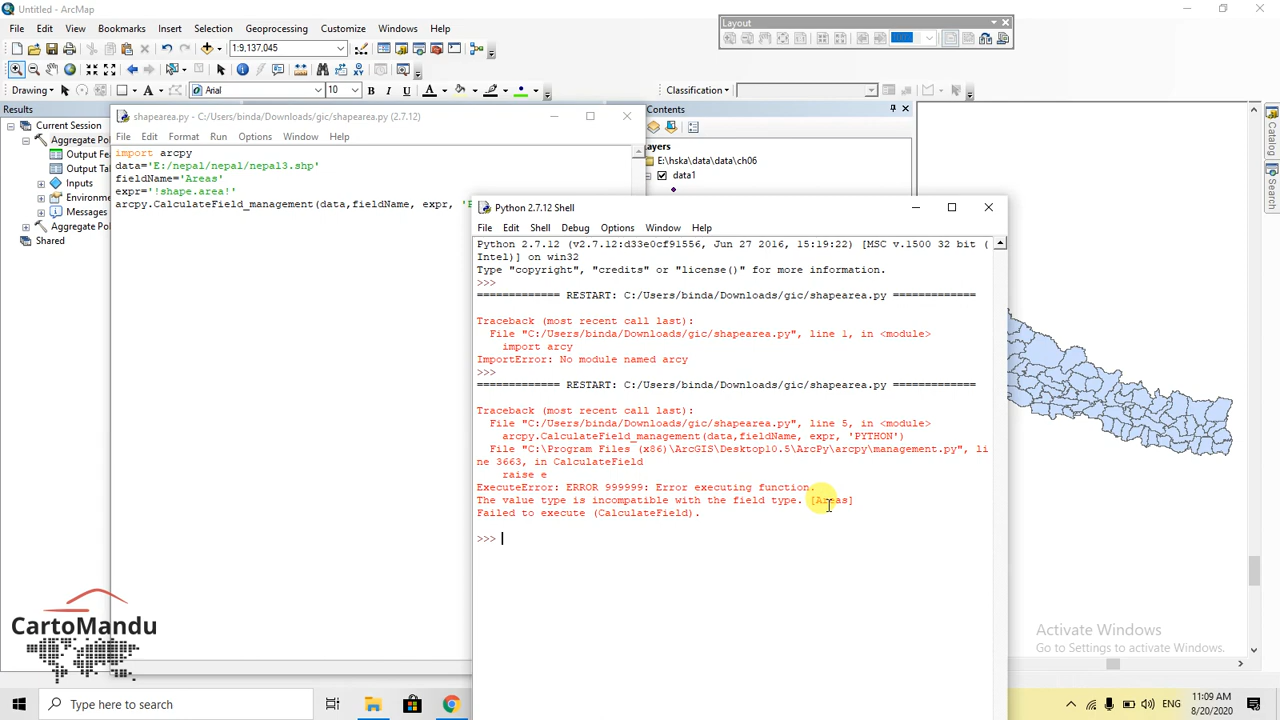 Untitled - ArcMap
File Edit View Bookmarks Insert Selection Geoprocessing Customize Windows Help
Layout
1:9,137,045
Drawing
Arial
10
B I U A
Classification
Results
shapearea.py - C:/Users/binda/Downloads/gic/shapearea.py (2.7.12)
File Edit Format Run Options Window Help
import arcpy
data='E:/nepal/nepal/nepal3.shp'
fieldName='Areas'
expr='!shape.area!'
arcpy.CalculateField_management(data,fieldName, expr,
Current Session
Aggregate Po
Output Fea
Output Ta
Inputs
Environme
Messages
Aggregate Po
Shared
Contents
ayers
E:\hska\data\data\ch06
data1
Catalog
Search
Python 2.7.12 Shell
File Edit Shell Debug Options Window Help
Python 2.7.12 (v2.7.12:d33e0cf91556, Jun 27 2016, 15:19:22) [MSC v.1500 32 bit (
Intel)] on win32
Type "copyright", "credits" or "license()" for more information.
>>>
============= RESTART: C:/Users/binda/Downloads/gic/shapearea.py =============
Traceback (most recent call last):
File "C:/Users/binda/Downloads/gic/shapearea.py", line 1, in <module>
import arcy
ImportError: No module named arcy
>>>
============= RESTART: C:/Users/binda/Downloads/gic/shapearea.py =============
Traceback (most recent call last):
File "C:/Users/binda/Downloads/gic/shapearea.py", line 5, in <module>
arcpy.CalculateField_management(data,fieldName, expr, 'PYTHON')
File "C:\Program Files (x86)\ArcGIS\Desktop10.5\ArcPy\arcpy\management.py", li
ne 3663, in CalculateField
raise e
ExecuteError: ERROR 999999: Error executing function.
The value type is incompatible with the field type. [Areas]
Failed to execute (CalculateField).
>>>
CartoMandu
Activate Windows
Go to Settings to activate Windows.
Type here to search
ENG
11:09 AM
8/20/2020